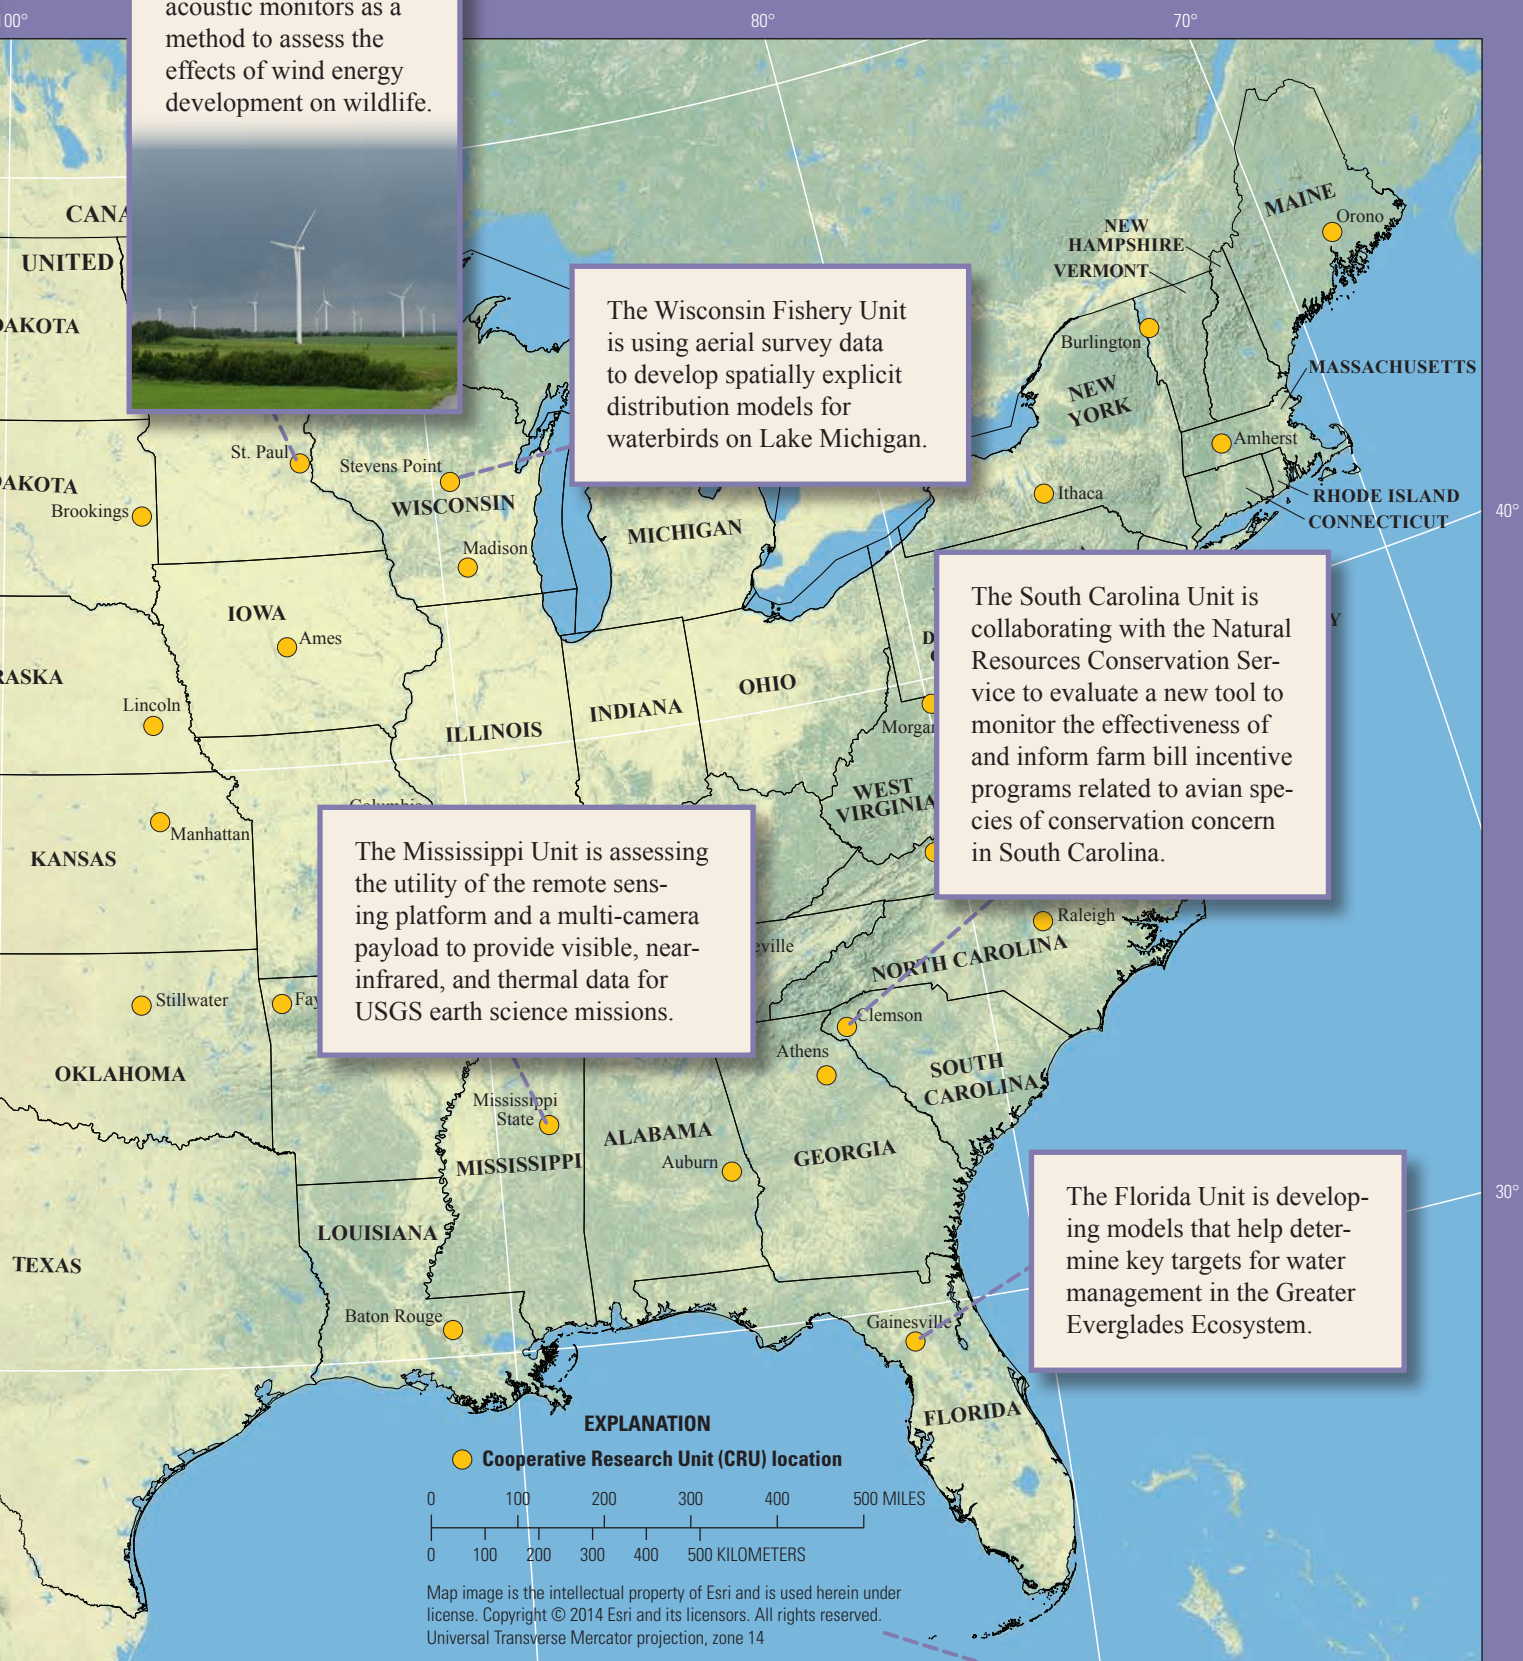 100°
80°
70°
acoustic monitors as a
method to assess the
effects of wind energy
development on wildlife.
UNITED
MAINE
Orono
NEW
HAMPSHIRE
VERMONT
The Wisconsin Fishery Unit
is using aerial survey data
to develop spatially explicit
distribution models for
waterbirds on Lake Michigan.
Burlington
MASSACHUSETTS
NEW
YORK
Amherst
St. Paul
Stevens Point
WISCONSIN
Ithaca
RHODE ISLAND
CONNECTICUT
40°
Brookings
MICHIGAN
Madison
The South Carolina Unit is
collaborating with the Natural
Resources Conservation Ser-
vice to evaluate a new tool to
monitor the effectiveness of
and inform farm bill incentive
programs related to avian spe-
cies of conservation concern
in South Carolina.
IOWA
Ames
Lincoln
OHIO
INDIANA
ILLINOIS
WEST
VIRGINIA
Manhattan
KANSAS
The Mississippi Unit is assessing
the utility of the remote sens-
ing platform and a multi-camera
payload to provide visible, near-
infrared, and thermal data for
USGS earth science missions.
Raleigh
NORTH CAROLINA
Stillwater
Clemson
Athens
OKLAHOMA
SOUTH
CAROLINA
Mississippi
State
ALABAMA
MISSISSIPPI
Auburn
GEORGIA
The Florida Unit is develop-
ing models that help deter-
mine key targets for water
management in the Greater
Everglades Ecosystem.
30°
LOUISIANA
TEXAS
Baton Rouge
Gainesville
FLORIDA
EXPLANATION
Cooperative Research Unit (CRU) location
0 100 200 300 400 500 MILES
0 100 200 300 400 500 KILOMETERS
Map image is the intellectual property of Esri and is used herein under
license. Copyright © 2014 Esri and its licensors. All rights reserved.
Universal Transverse Mercator projection, zone 14